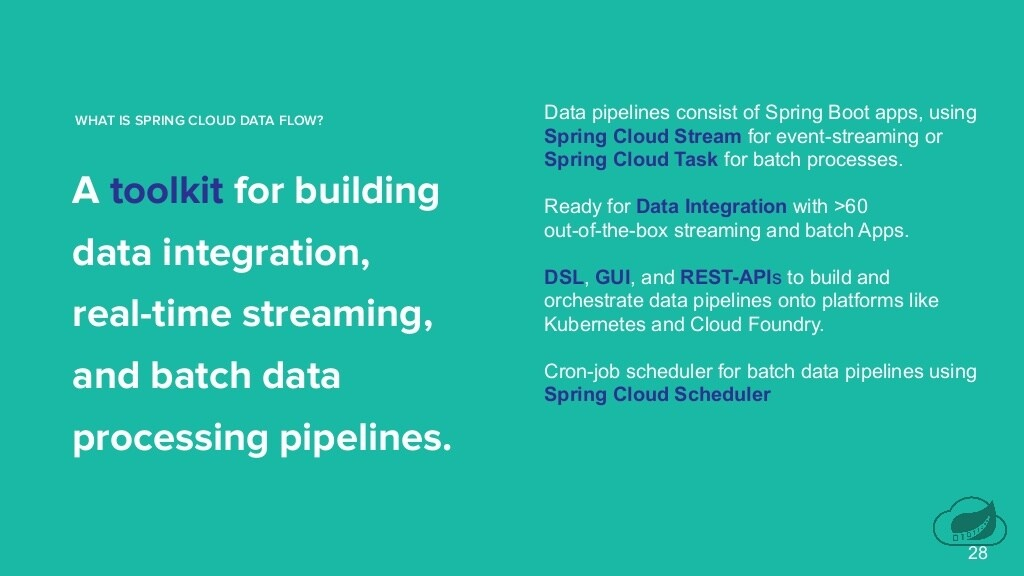 WHAT IS SPRING CLOUD DATA FLOW?
A toolkit for building
data integration,
real-time streaming,
and batch data
processing pipelines.
Data pipelines consist of Spring Boot apps, using
Spring Cloud Stream for event-streaming or
Spring Cloud Task for batch processes.
Ready for Data Integration with >60
out-of-the-box streaming and batch Apps.
DSL, GUI, and REST-APIs to build and
orchestrate data pipelines onto platforms like
Kubernetes and Cloud Foundry.
Cron-job scheduler for batch data pipelines using
Spring Cloud Scheduler
28